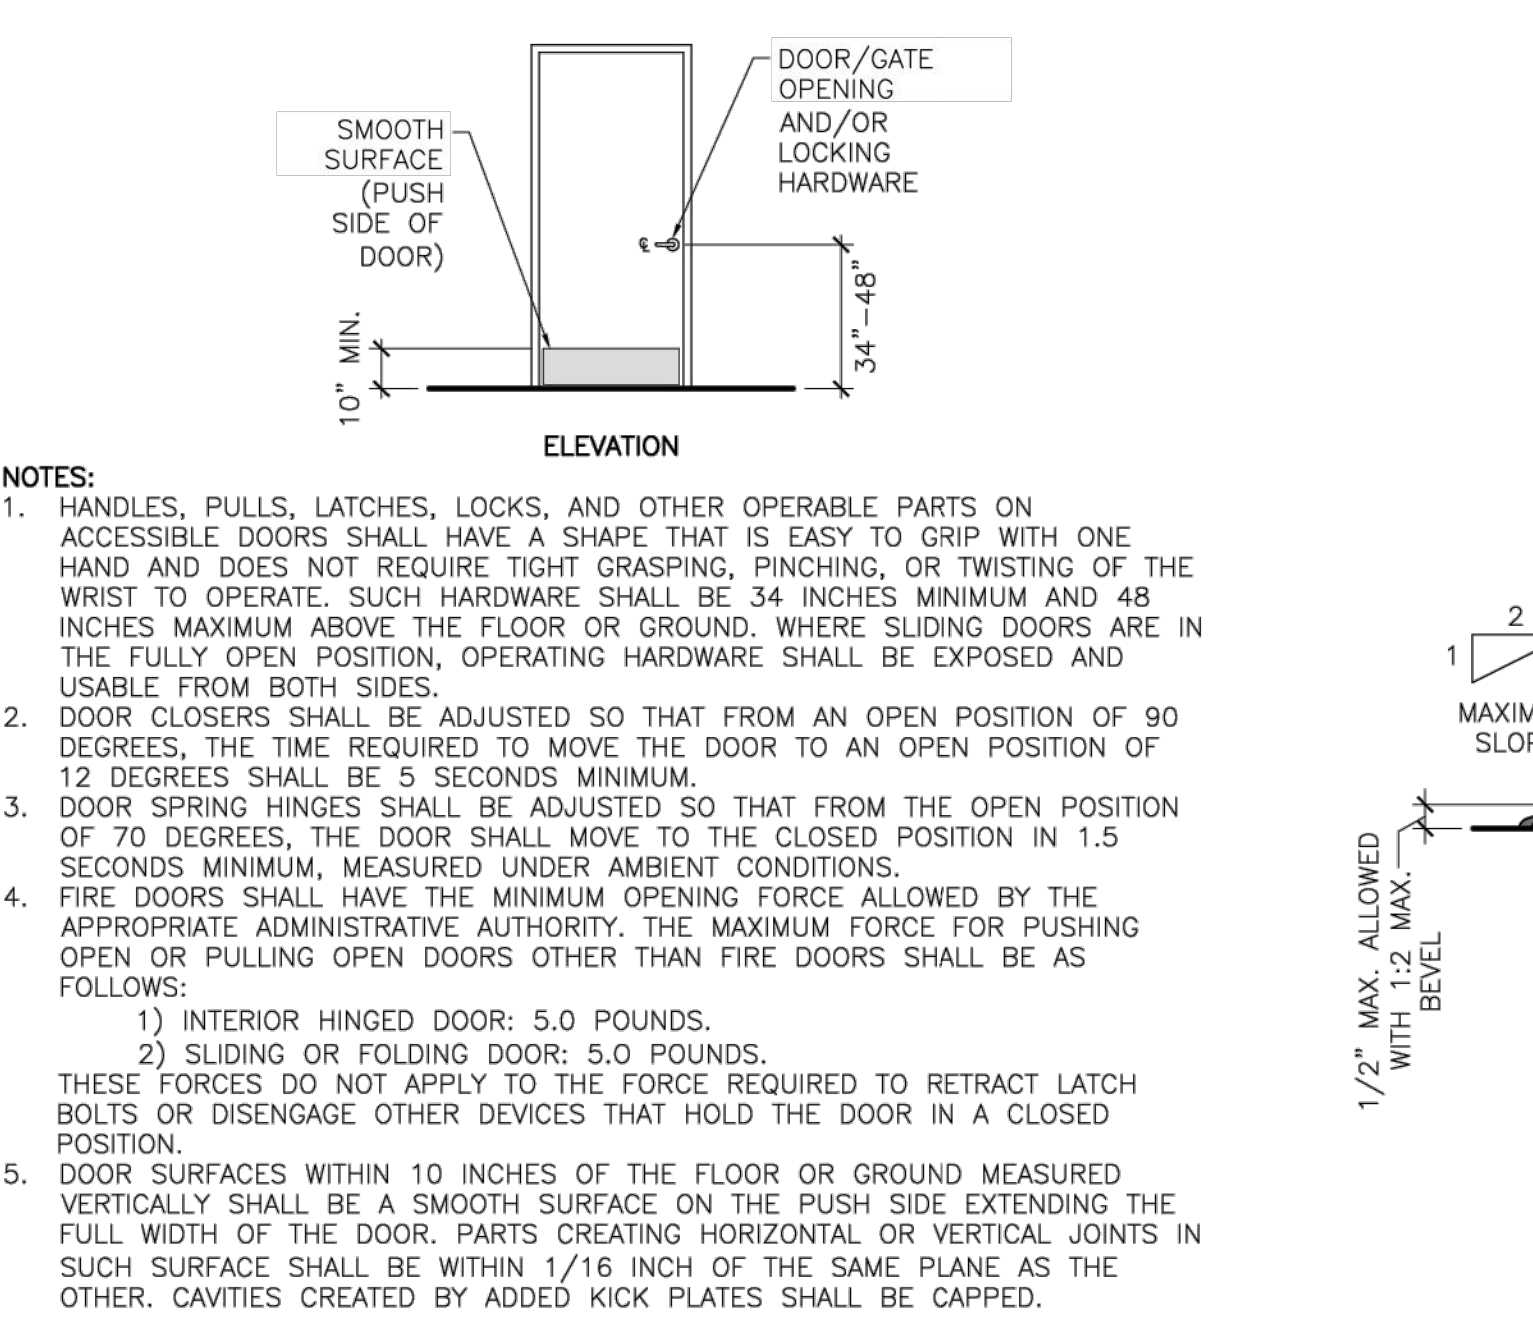 DOOR/GATE
OPENING
AND/OR
LOCKING
HARDWARE
SMOOTH
SURFACE
(PUSH
SIDE OF
DOOR)
℄
10" MIN.
34"–48"
ELEVATION
NOTES:
1. HANDLES, PULLS, LATCHES, LOCKS, AND OTHER OPERABLE PARTS ON
ACCESSIBLE DOORS SHALL HAVE A SHAPE THAT IS EASY TO GRIP WITH ONE
HAND AND DOES NOT REQUIRE TIGHT GRASPING, PINCHING, OR TWISTING OF THE
WRIST TO OPERATE. SUCH HARDWARE SHALL BE 34 INCHES MINIMUM AND 48
INCHES MAXIMUM ABOVE THE FLOOR OR GROUND. WHERE SLIDING DOORS ARE IN
THE FULLY OPEN POSITION, OPERATING HARDWARE SHALL BE EXPOSED AND
USABLE FROM BOTH SIDES.
2. DOOR CLOSERS SHALL BE ADJUSTED SO THAT FROM AN OPEN POSITION OF 90
DEGREES, THE TIME REQUIRED TO MOVE THE DOOR TO AN OPEN POSITION OF
12 DEGREES SHALL BE 5 SECONDS MINIMUM.
3. DOOR SPRING HINGES SHALL BE ADJUSTED SO THAT FROM THE OPEN POSITION
OF 70 DEGREES, THE DOOR SHALL MOVE TO THE CLOSED POSITION IN 1.5
SECONDS MINIMUM, MEASURED UNDER AMBIENT CONDITIONS.
4. FIRE DOORS SHALL HAVE THE MINIMUM OPENING FORCE ALLOWED BY THE
APPROPRIATE ADMINISTRATIVE AUTHORITY. THE MAXIMUM FORCE FOR PUSHING
OPEN OR PULLING OPEN DOORS OTHER THAN FIRE DOORS SHALL BE AS
FOLLOWS:
1) INTERIOR HINGED DOOR: 5.0 POUNDS.
2) SLIDING OR FOLDING DOOR: 5.0 POUNDS.
THESE FORCES DO NOT APPLY TO THE FORCE REQUIRED TO RETRACT LATCH
BOLTS OR DISENGAGE OTHER DEVICES THAT HOLD THE DOOR IN A CLOSED
POSITION.
5. DOOR SURFACES WITHIN 10 INCHES OF THE FLOOR OR GROUND MEASURED
VERTICALLY SHALL BE A SMOOTH SURFACE ON THE PUSH SIDE EXTENDING THE
FULL WIDTH OF THE DOOR. PARTS CREATING HORIZONTAL OR VERTICAL JOINTS IN
SUCH SURFACE SHALL BE WITHIN 1/16 INCH OF THE SAME PLANE AS THE
OTHER. CAVITIES CREATED BY ADDED KICK PLATES SHALL BE CAPPED.
2
1
1/2" MAX. ALLOWED
WITH 1:2 MAX.
BEVEL